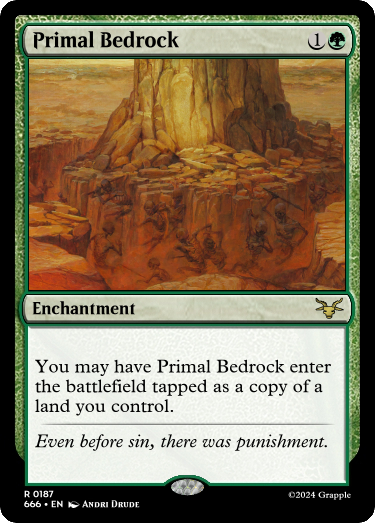 Primal Bedrock 1
Enchantment
You may have Primal Bedrock enter
the battlefield tapped as a copy of a
land you control.
Even before sin, there was punishment.
R 0187
666 • EN Andri Drude
©2024 Grapple